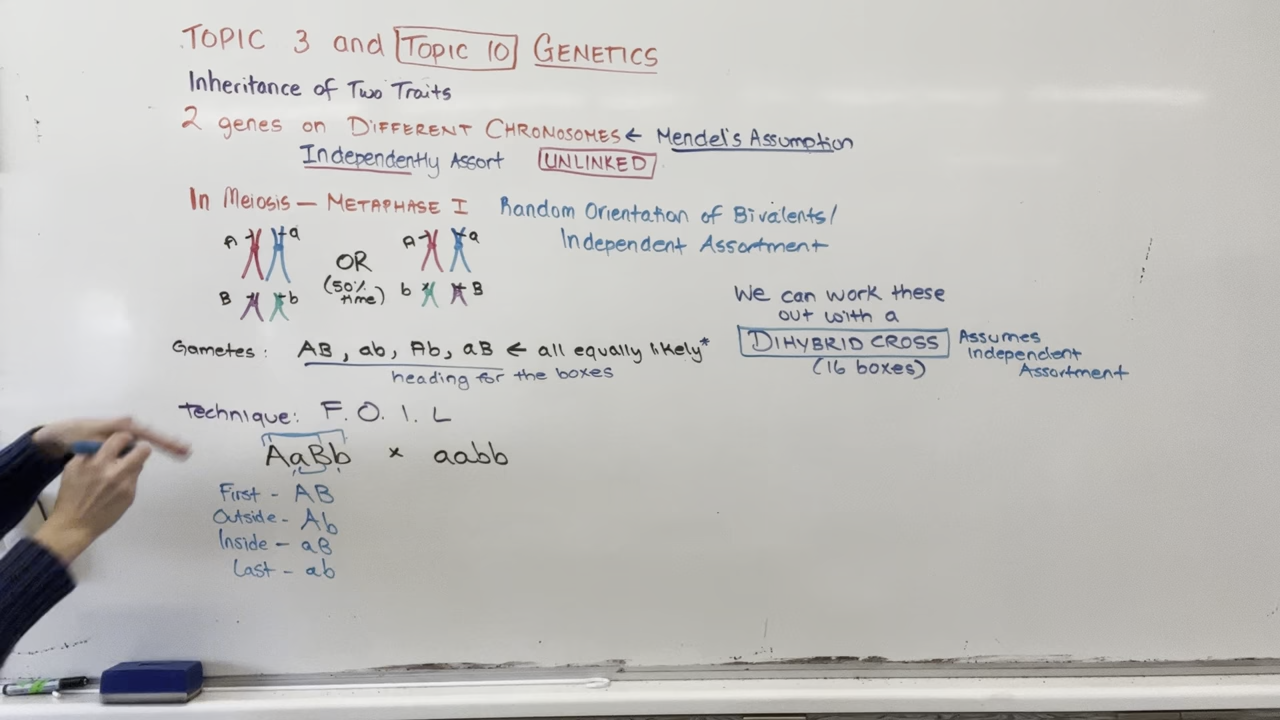 TOPIC 3 and TOPIC 10 GENETICS
Inheritance of Two Traits
2 genes on DIFFERENT CHRONOSOMES ← Mendel's Assumption
Independently Assort UNLINKED
In Meiosis — METAPHASE I Random Orientation of Bivalents/
Independent Assortment
A a A a
OR
(50% time)
B b b B
We can work these
out with a
DIHYBRID CROSS
(16 boxes)
Assumes
Independent
Assortment
Gametes: AB, ab, Ab, aB ← all equally likely*
heading for the boxes
Technique: F. O. I. L
AaBb × aabb
First - AB
Outside - Ab
Inside - aB
Last - ab